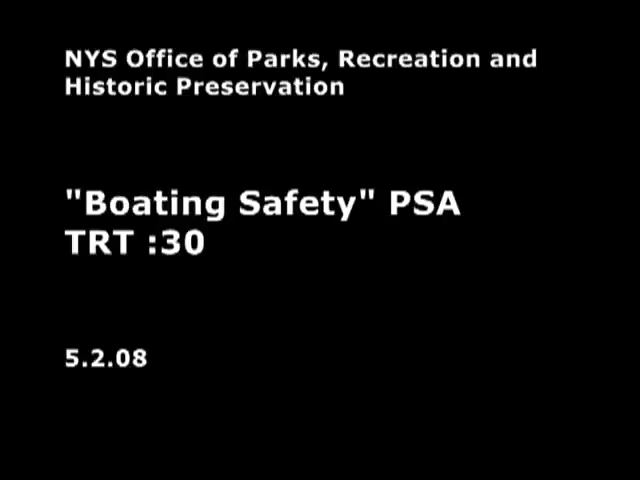 NYS Office of Parks, Recreation and
Historic Preservation
"Boating Safety" PSA
TRT :30
5.2.08